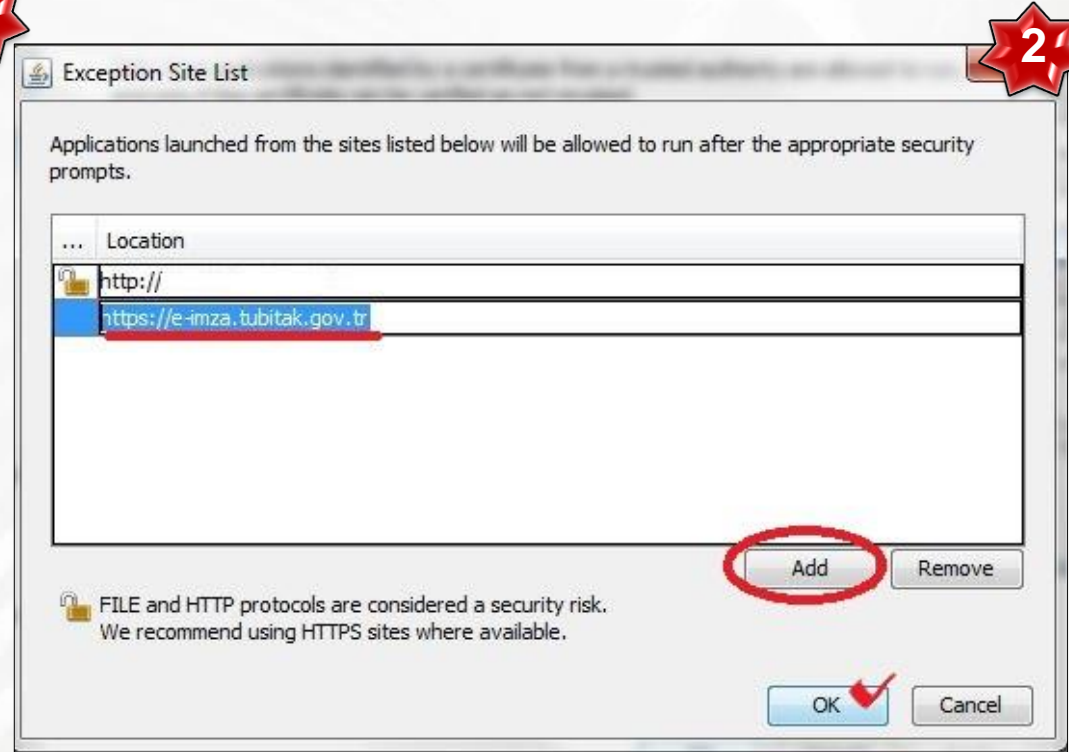 2
Exception Site List
Applications launched from the sites listed below will be allowed to run after the appropriate security
prompts.
... Location
http://
https://e-imza.tubitak.gov.tr
Add Remove
FILE and HTTP protocols are considered a security risk.
We recommend using HTTPS sites where available.
OK Cancel